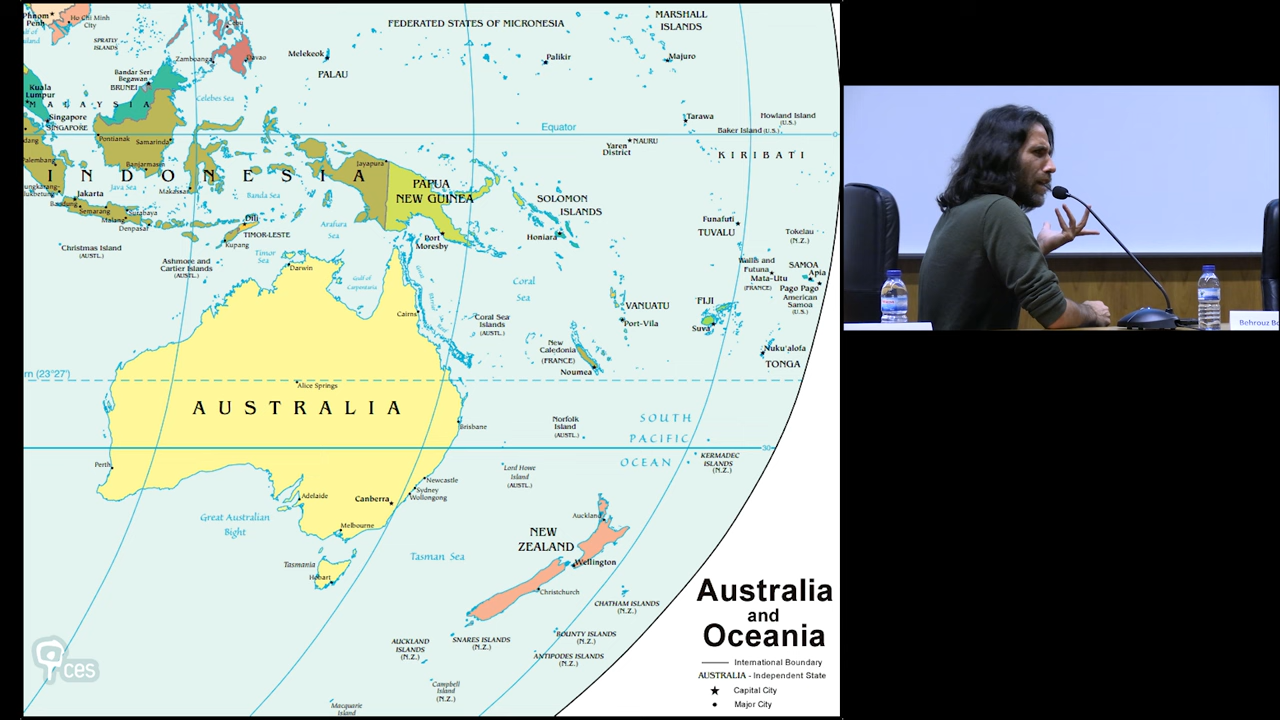 Phnom
Penh
Ho Chi Minh
City
Sea
SPRATLY
ISLANDS
FEDERATED STATES OF MICRONESIA
MARSHALL
ISLANDS
Melekeok
PALAU
Palikir
Majuro
Zamboanga
Davao
Bandar Seri
Begawan
BRUNEI
Kuala
Lumpur
MALAYSIA
Celebes Sea
Singapore
SINGAPORE
Equator
0
Tarawa
Howland Island
(U.S.)
Baker Island (U.S.)
NAURU
Yaren
District
KIRIBATI
Pontianak
Samarinda
Palembang
Banjarmasin
Jayapura
INDONESIA
PAPUA
NEW GUINEA
Java Sea
Makassar
Banda Sea
Jakarta
Bandung
Semarang
Surabaya
Malang
Denpasar
Dili
TIMOR-LESTE
Kupang
Arafura
Sea
Timor
Sea
Port
Moresby
SOLOMON
ISLANDS
Honiara
Funafuti
TUVALU
Tokelau
(N.Z.)
Christmas Island
(AUSTL.)
Ashmore and
Cartier Islands
(AUSTL.)
Darwin
Gulf of
Carpentaria
Cairns
Coral
Sea
Coral Sea
Islands
(AUSTL.)
Wallis and
Futuna
Mata-Utu
(FRANCE)
SAMOA
Apia
Pago Pago
American
Samoa
(U.S.)
VANUATU
Port-Vila
FIJI
Suva
New
Caledonia
(FRANCE)
Noumea
Nuku'alofa
TONGA
(23°27')
Alice Springs
AUSTRALIA
Brisbane
Norfolk
Island
(AUSTL.)
SOUTH
PACIFIC
OCEAN
30
KERMADEC
ISLANDS
(N.Z.)
Perth
Lord Howe
Island
(AUSTL.)
Adelaide
Canberra
Newcastle
Sydney
Wollongong
Great Australian
Bight
Melbourne
Auckland
NEW
ZEALAND
Tasman Sea
Wellington
Tasmania
Hobart
Christchurch
CHATHAM ISLANDS
(N.Z.)
AUCKLAND
ISLANDS
(N.Z.)
SNARES ISLANDS
(N.Z.)
BOUNTY ISLANDS
(N.Z.)
ANTIPODES ISLANDS
(N.Z.)
Campbell
Island
(N.Z.)
Macquarie
Island
Australia
and
Oceania
International Boundary
AUSTRALIA - Independent State
Capital City
Major City
ces
Behrouz Bo